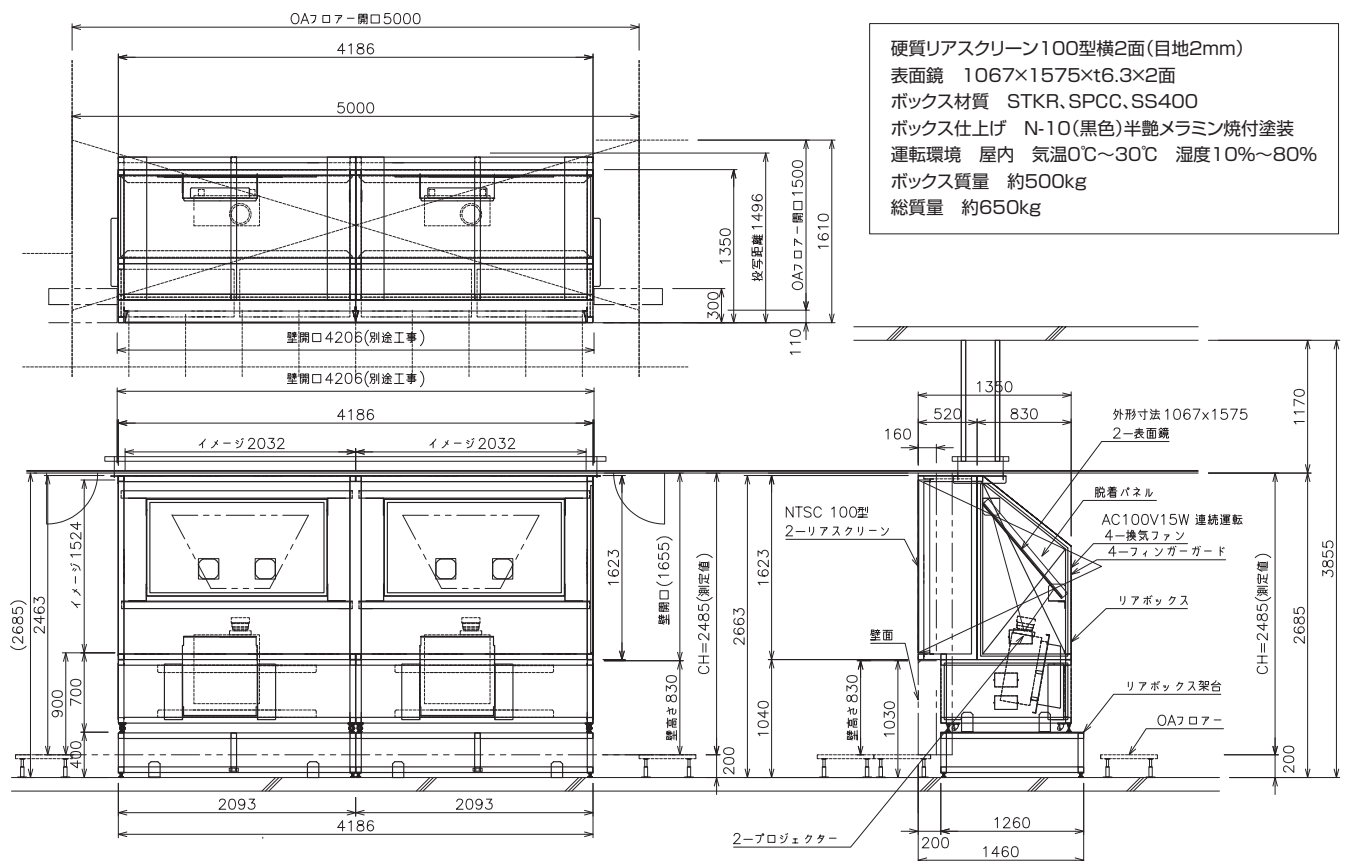 OAフロアー開口5000
4186
5000
硬質リアスクリーン100型横2面(目地2mm)
表面鏡　1067×1575×t6.3×2面
ボックス材質　STKR、SPCC、SS400
ボックス仕上げ　N-10(黒色)半艶メラミン焼付塗装
運転環境　屋内　気温0℃～30℃　湿度10%～80%
ボックス質量　約500kg
総質量　約650kg
300
1350
投写距離1496
OAフロアー開口1500
110
1610
壁開口4206(別途工事)
壁開口4206(別途工事)
4186
イメージ2032
イメージ2032
(2685)
2463
イメージ1524
900
700
400
1623
壁開口(1655)
壁高さ830
CH=2485(測定値)
200
2093
2093
4186
1350
520
830
160
外形寸法1067x1575
2ー表面鏡
脱着パネル
NTSC 100型
2ーリアスクリーン
AC100V15W 連続運転
4ー換気ファン
4ーフィンガーガード
リアボックス
壁面
リアボックス架台
OAフロアー
2663
1623
1040
壁高さ830
1030
1170
3855
CH=2485(測定値)
2685
200
2ープロジェクター
200
1260
1460